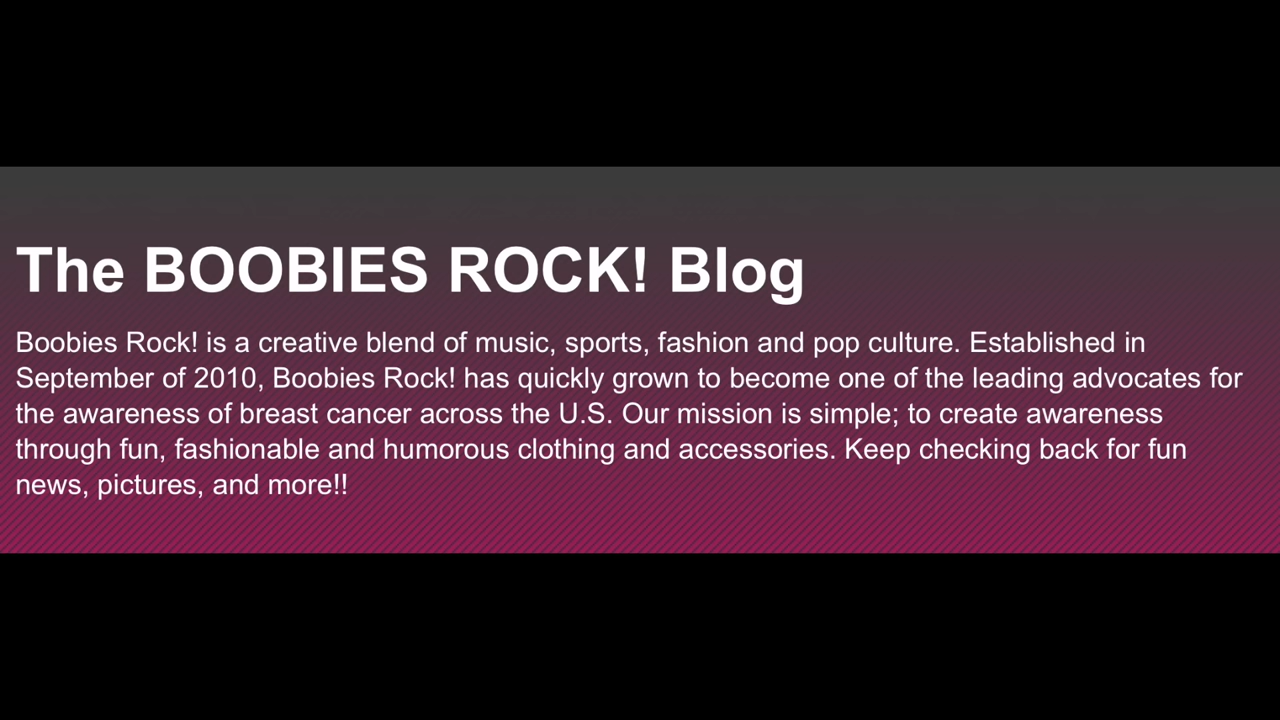 The BOOBIES ROCK! Blog
Boobies Rock! is a creative blend of music, sports, fashion and pop culture. Established in
September of 2010, Boobies Rock! has quickly grown to become one of the leading advocates for
the awareness of breast cancer across the U.S. Our mission is simple; to create awareness
through fun, fashionable and humorous clothing and accessories. Keep checking back for fun
news, pictures, and more!!